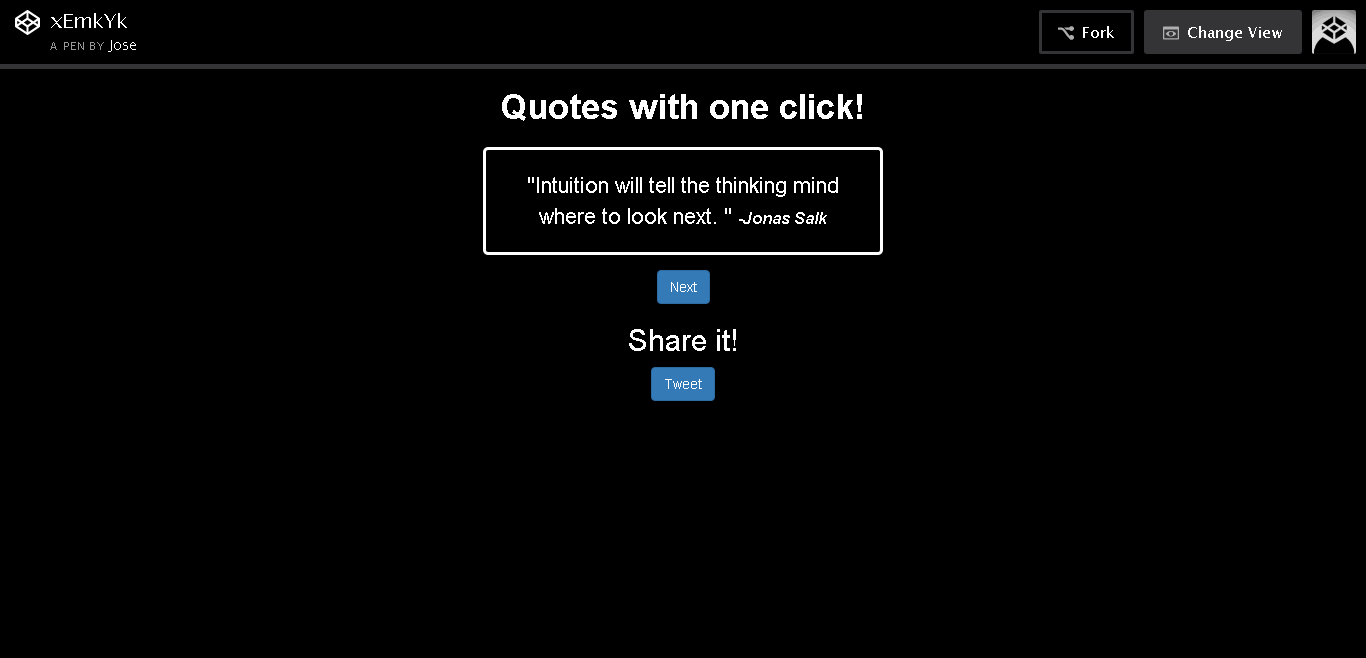 xEmkYk
A PEN BY Jose
Fork
Change View
Quotes with one click!
"Intuition will tell the thinking mind
where to look next. " -Jonas Salk
Next
Share it!
Tweet